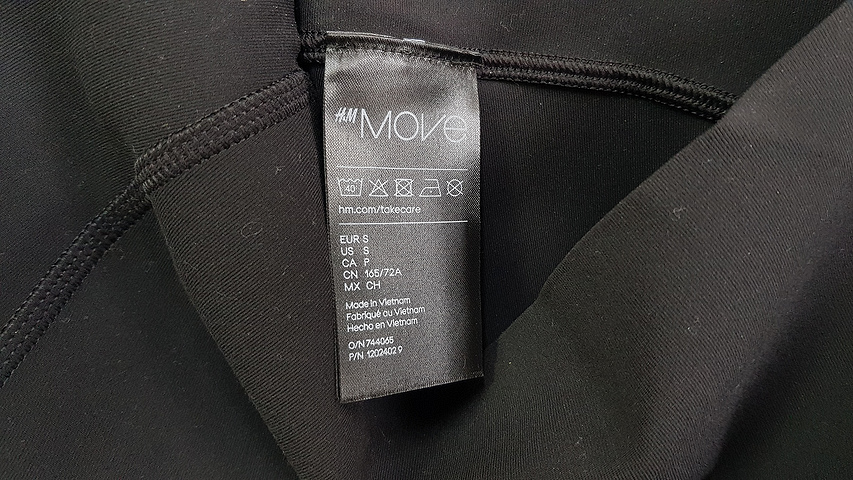 H&M MOVE
40
hm.com/takecare
EUR S
US S
CA P
CN 165/72A
MX CH
Made in Vietnam
Fabriqué au Vietnam
Hecho en Vietnam
O/N 744065
P/N 1202402 9